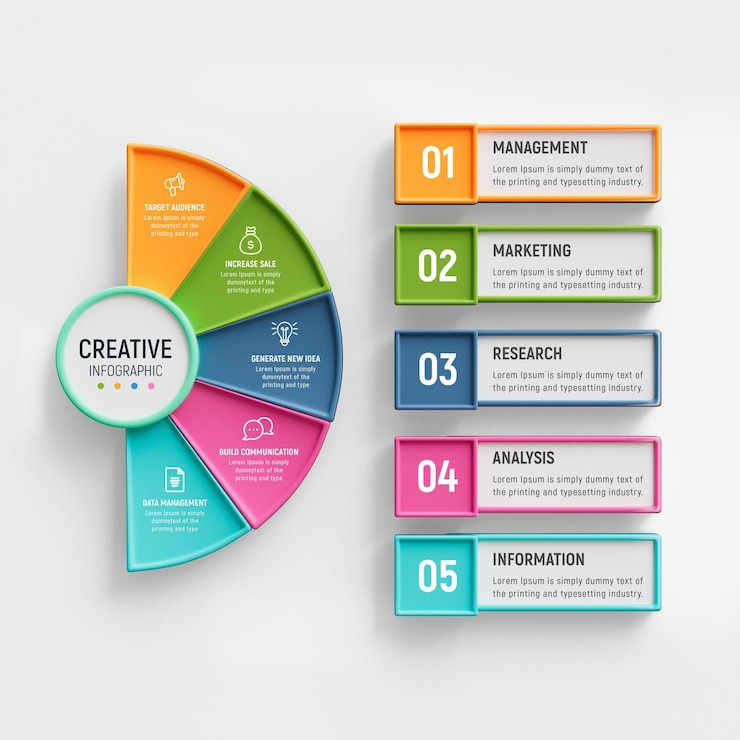 TARGET AUDIENCE
Lorem Ipsum is simply
dummytext of the
printing and type
INCREASE SALE
Lorem Ipsum is simply
dummytext of the
printing and type
GENERATE NEW IDEA
Lorem Ipsum is simply
dummytext of the
printing and type
CREATIVE
INFOGRAPHIC
BUILD COMMUNICATION
Lorem Ipsum is simply
dummytext of the
printing and type
DATA MANAGEMENT
Lorem Ipsum is simply
dummytext of the
printing and type
01
MANAGEMENT
Lorem Ipsum is simply dummy text of
the printing and typesetting industry.
02
MARKETING
Lorem Ipsum is simply dummy text of
the printing and typesetting industry.
03
RESEARCH
Lorem Ipsum is simply dummy text of
the printing and typesetting industry.
04
ANALYSIS
Lorem Ipsum is simply dummy text of
the printing and typesetting industry.
05
INFORMATION
Lorem Ipsum is simply dummy text of
the printing and typesetting industry.